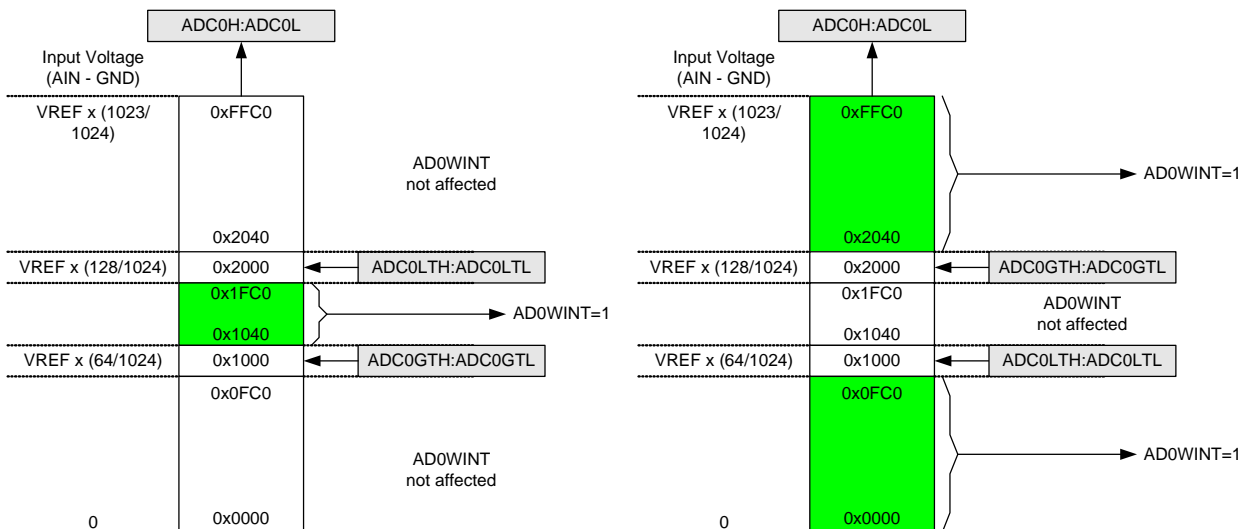 ADC0H:ADC0L
Input Voltage
(AIN - GND)
VREF x (1023/
1024)
0xFFC0
AD0WINT
not affected
0x2040
VREF x (128/1024)
0x2000
ADC0LTH:ADC0LTL
0x1FC0
AD0WINT=1
0x1040
VREF x (64/1024)
0x1000
ADC0GTH:ADC0GTL
0x0FC0
AD0WINT
not affected
0
0x0000
ADC0H:ADC0L
Input Voltage
(AIN - GND)
VREF x (1023/
1024)
0xFFC0
AD0WINT=1
0x2040
VREF x (128/1024)
0x2000
ADC0GTH:ADC0GTL
0x1FC0
AD0WINT
not affected
0x1040
VREF x (64/1024)
0x1000
ADC0LTH:ADC0LTL
0x0FC0
AD0WINT=1
0
0x0000